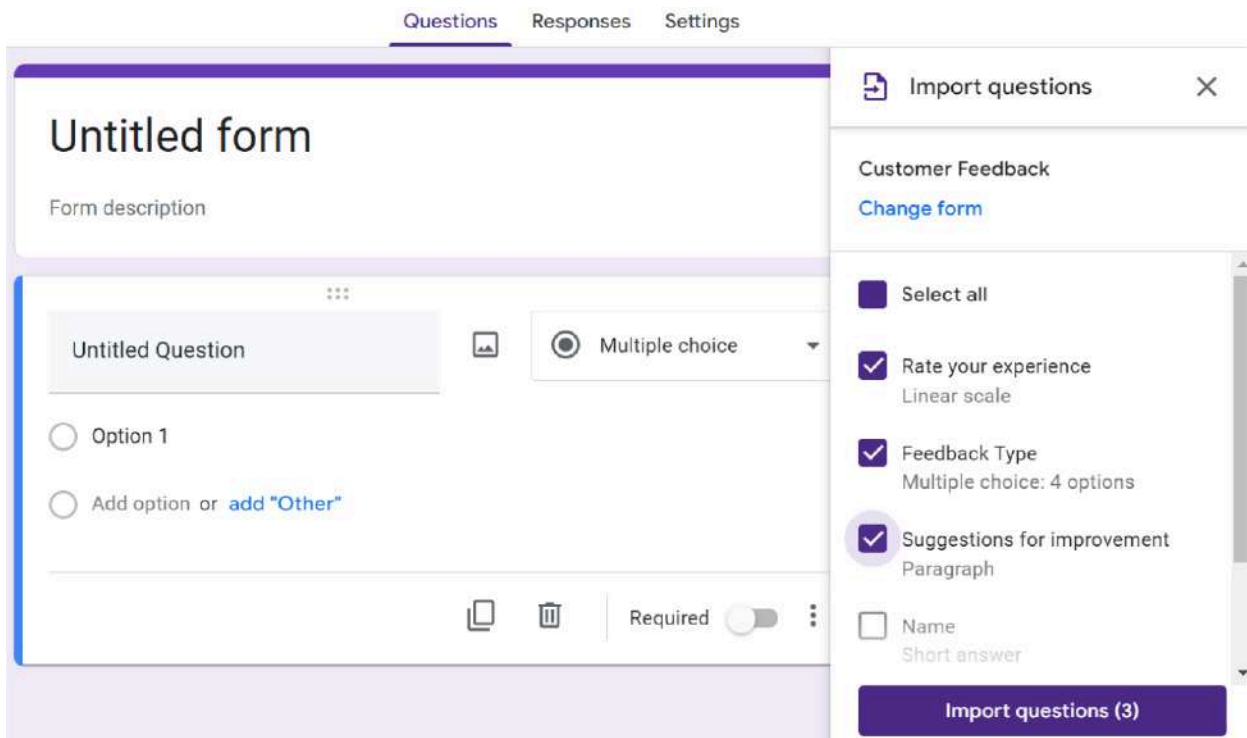 Questions Responses Settings
Untitled form
Form description
Untitled Question
Multiple choice
Option 1
Add option or add "Other"
Required
Import questions
Customer Feedback
Change form
Select all
Rate your experience
Linear scale
Feedback Type
Multiple choice: 4 options
Suggestions for improvement
Paragraph
Name
Short answer
Import questions (3)